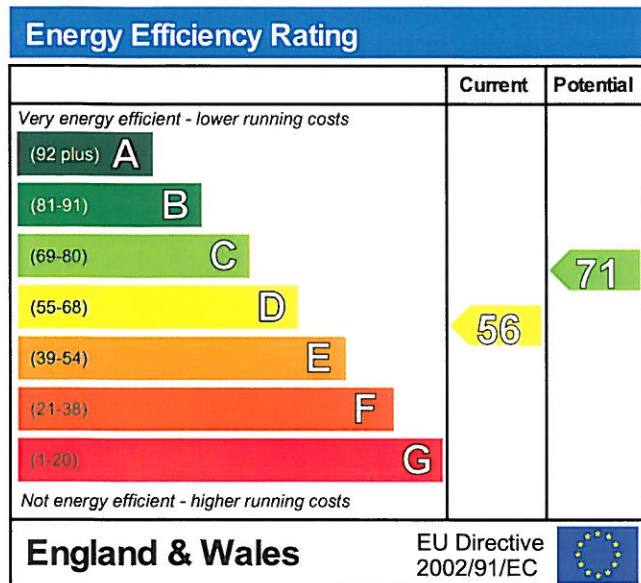 Energy Efficiency Rating
Current Potential
Very energy efficient - lower running costs
(92 plus) A
(81-91) B
(69-80) C
71
(55-68) D
56
(39-54) E
(21-38) F
(1-20) G
Not energy efficient - higher running costs
England & Wales
EU Directive
2002/91/EC